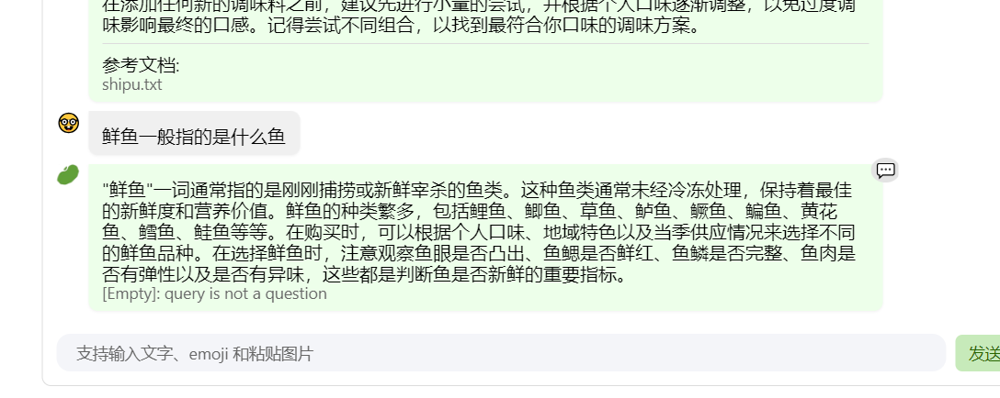 在添加任何新的调味料之前，建议先进行小量的尝试，并根据个人口味逐渐调整，以免过度调
味影响最终的口感。记得尝试不同组合，以找到最符合你口味的调味方案。
参考文档:
shipu.txt
鲜鱼一般指的是什么鱼
"鲜鱼"一词通常指的是刚刚捕捞或新鲜宰杀的鱼类。这种鱼类通常未经冷冻处理，保持着最佳
的新鲜度和营养价值。鲜鱼的种类繁多，包括鲤鱼、鲫鱼、草鱼、鲈鱼、鳜鱼、鳊鱼、黄花
鱼、鳕鱼、鲑鱼等等。在购买时，可以根据个人口味、地域特色以及当季供应情况来选择不同
的鲜鱼品种。在选择鲜鱼时，注意观察鱼眼是否凸出、鱼鳃是否鲜红、鱼鳞是否完整、鱼肉是
否有弹性以及是否有异味，这些都是判断鱼是否新鲜的重要指标。
[Empty]: query is not a question
支持输入文字、emoji 和粘贴图片
发送